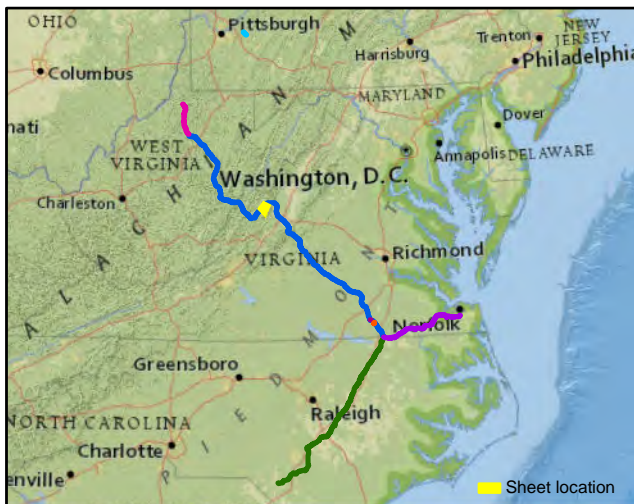 OHIO
Pittsburgh
Columbus
Harrisburg
Trenton
NEW
JERSEY
Philadelphia
MARYLAND
Dover
nati
WEST
VIRGINIA
Annapolis
DELAWARE
Washington, D.C.
Charleston
VIRGINIA
Richmond
Norfolk
Greensboro
Raleigh
NORTH CAROLINA
Charlotte
enville
A L A C H I A N M
P I E D M O N T
Sheet location